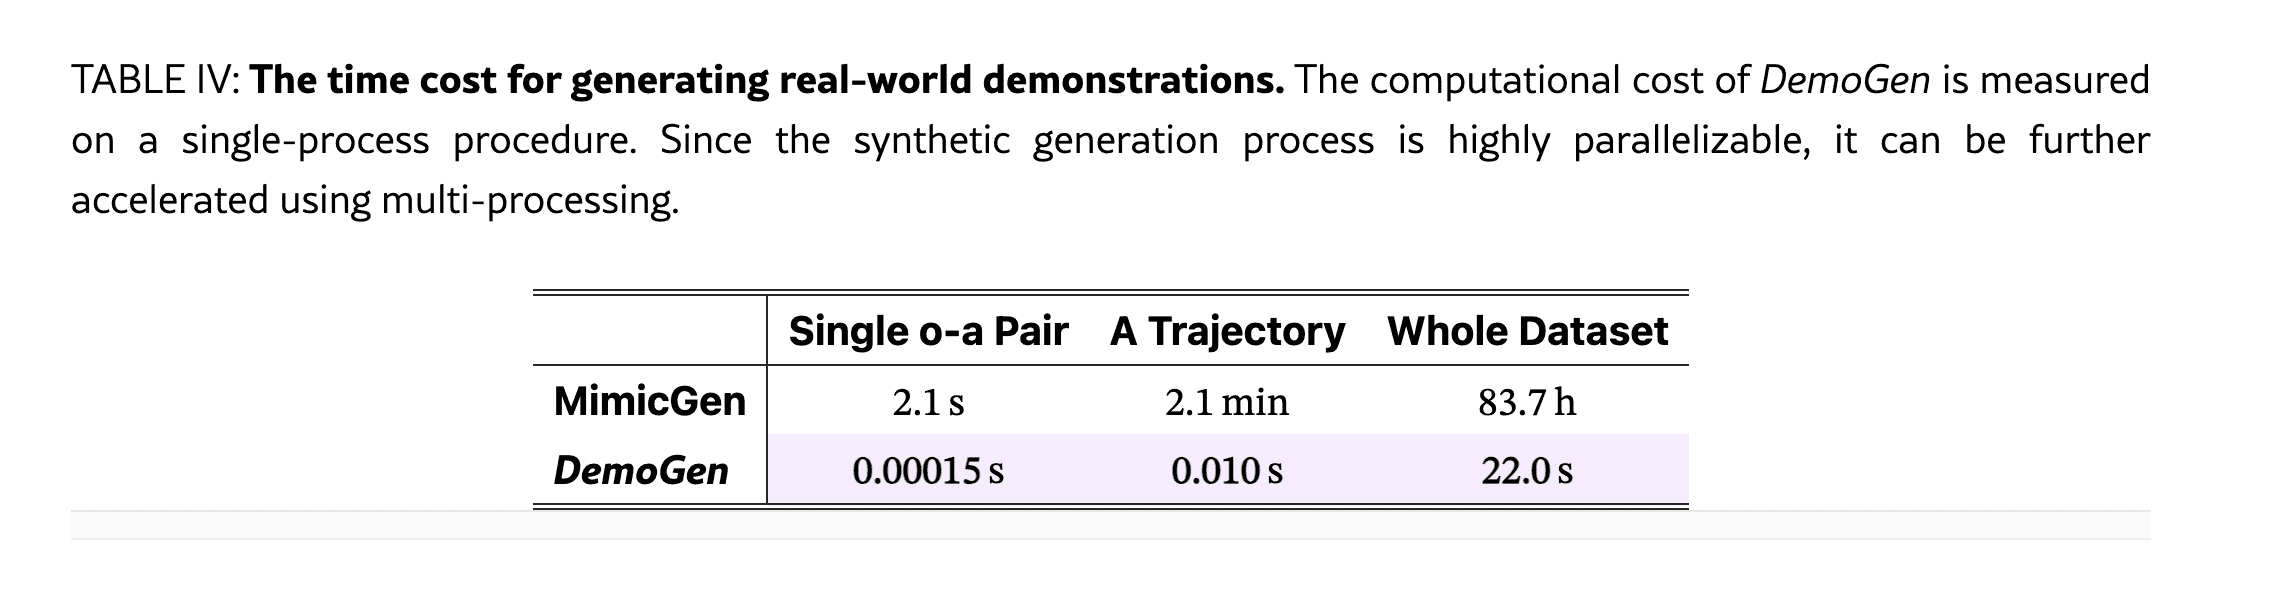 TABLE IV: The time cost for generating real-world demonstrations. The computational cost of DemoGen is measured
on a single-process procedure. Since the synthetic generation process is highly parallelizable, it can be further
accelerated using multi-processing.
Single o-a Pair A Trajectory Whole Dataset
MimicGen 2.1 s 2.1 min 83.7 h
DemoGen 0.00015 s 0.010 s 22.0 s